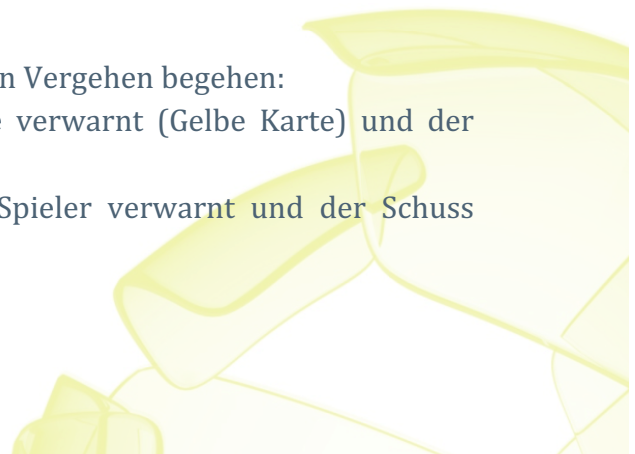 n Vergehen begehen:
verwarnt (Gelbe Karte) und der
Spieler verwarnt und der Schuss